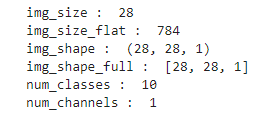 img_size :  28
img_size_flat :  784
img_shape :  (28, 28, 1)
img_shape_full :  [28, 28, 1]
num_classes :  10
num_channels :  1